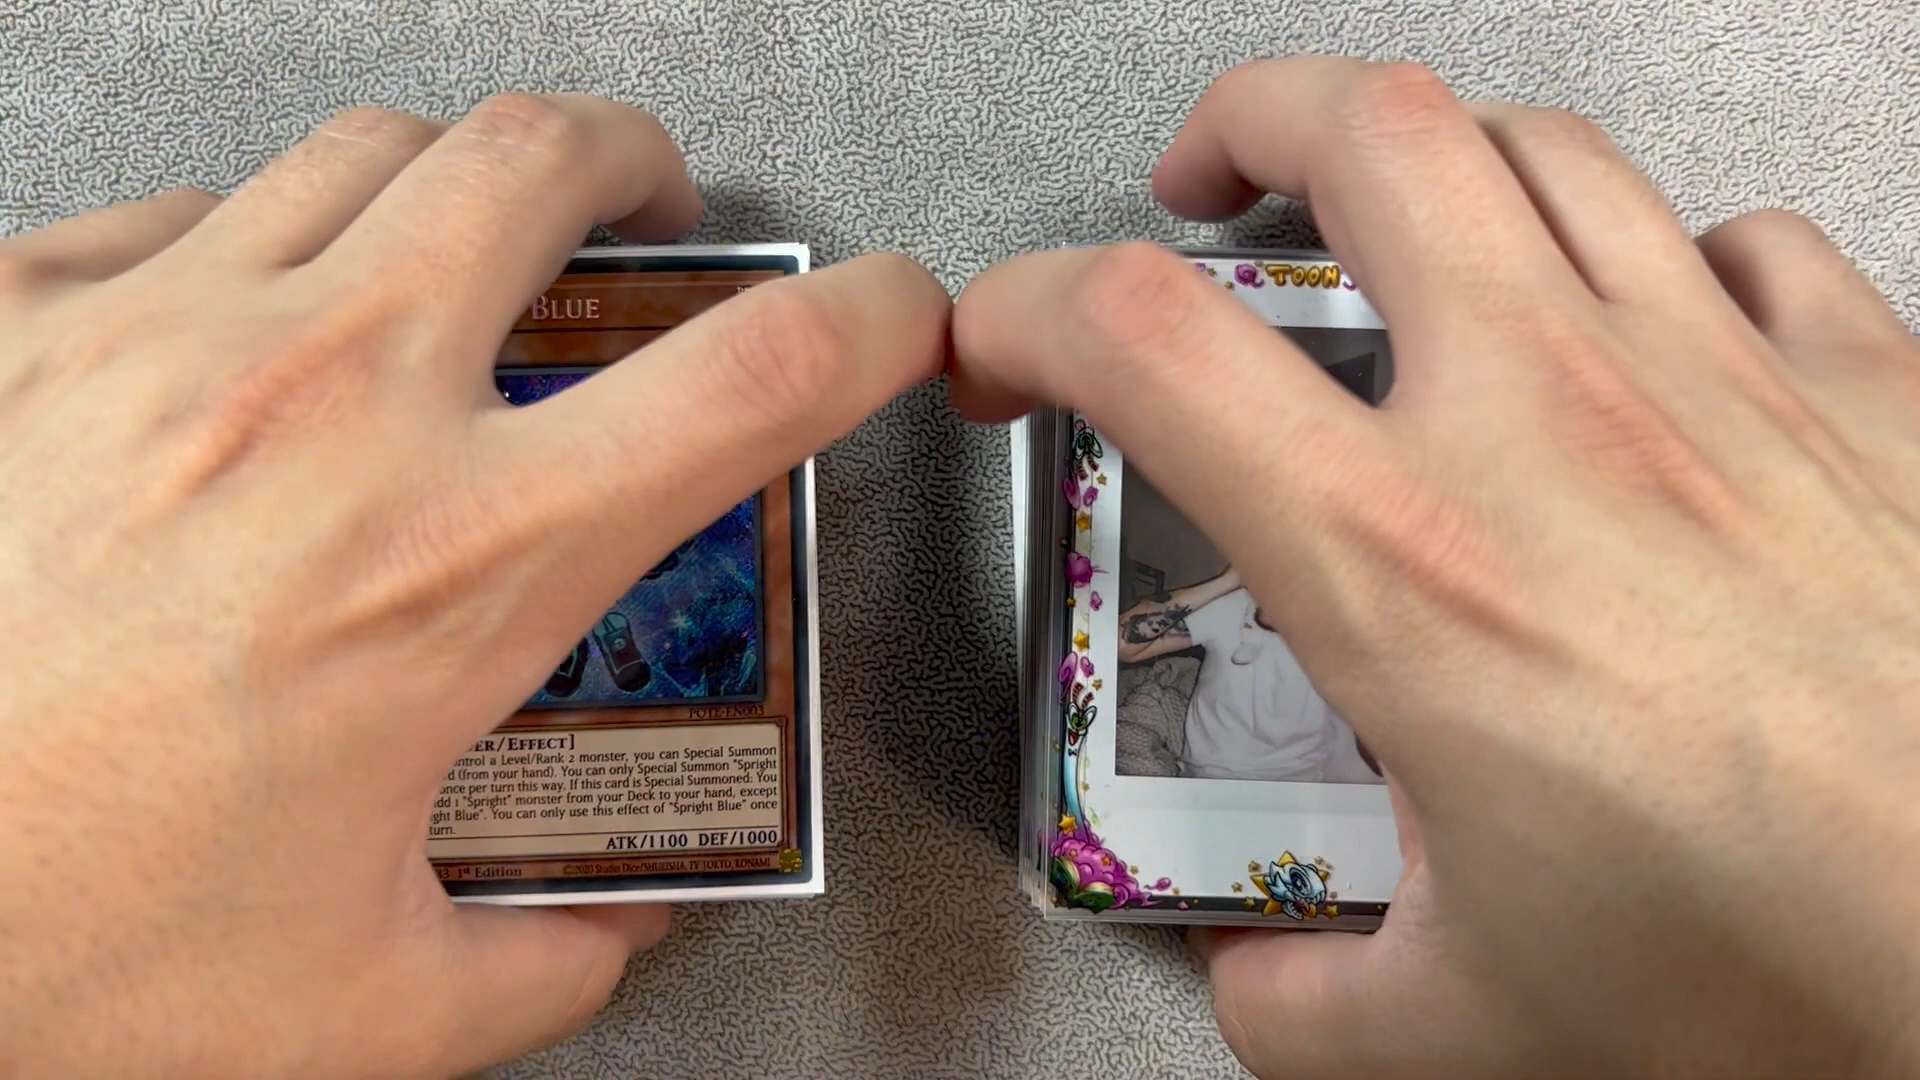 BLUE
POTE-EN003
ER/EFFECT]
ntrol a Level/Rank 2 monster, you can Special Summon
d (from your hand). You can only Special Summon "Spright
once per turn this way. If this card is Special Summoned: You
add 1 "Spright" monster from your Deck to your hand, except
ght Blue". You can only use this effect of "Spright Blue" once
turn.
ATK/1100 DEF/1000
33 1st Edition
©2020 Studio Dice/SHUEISHA, TV TOKYO, KONAMI
TOON